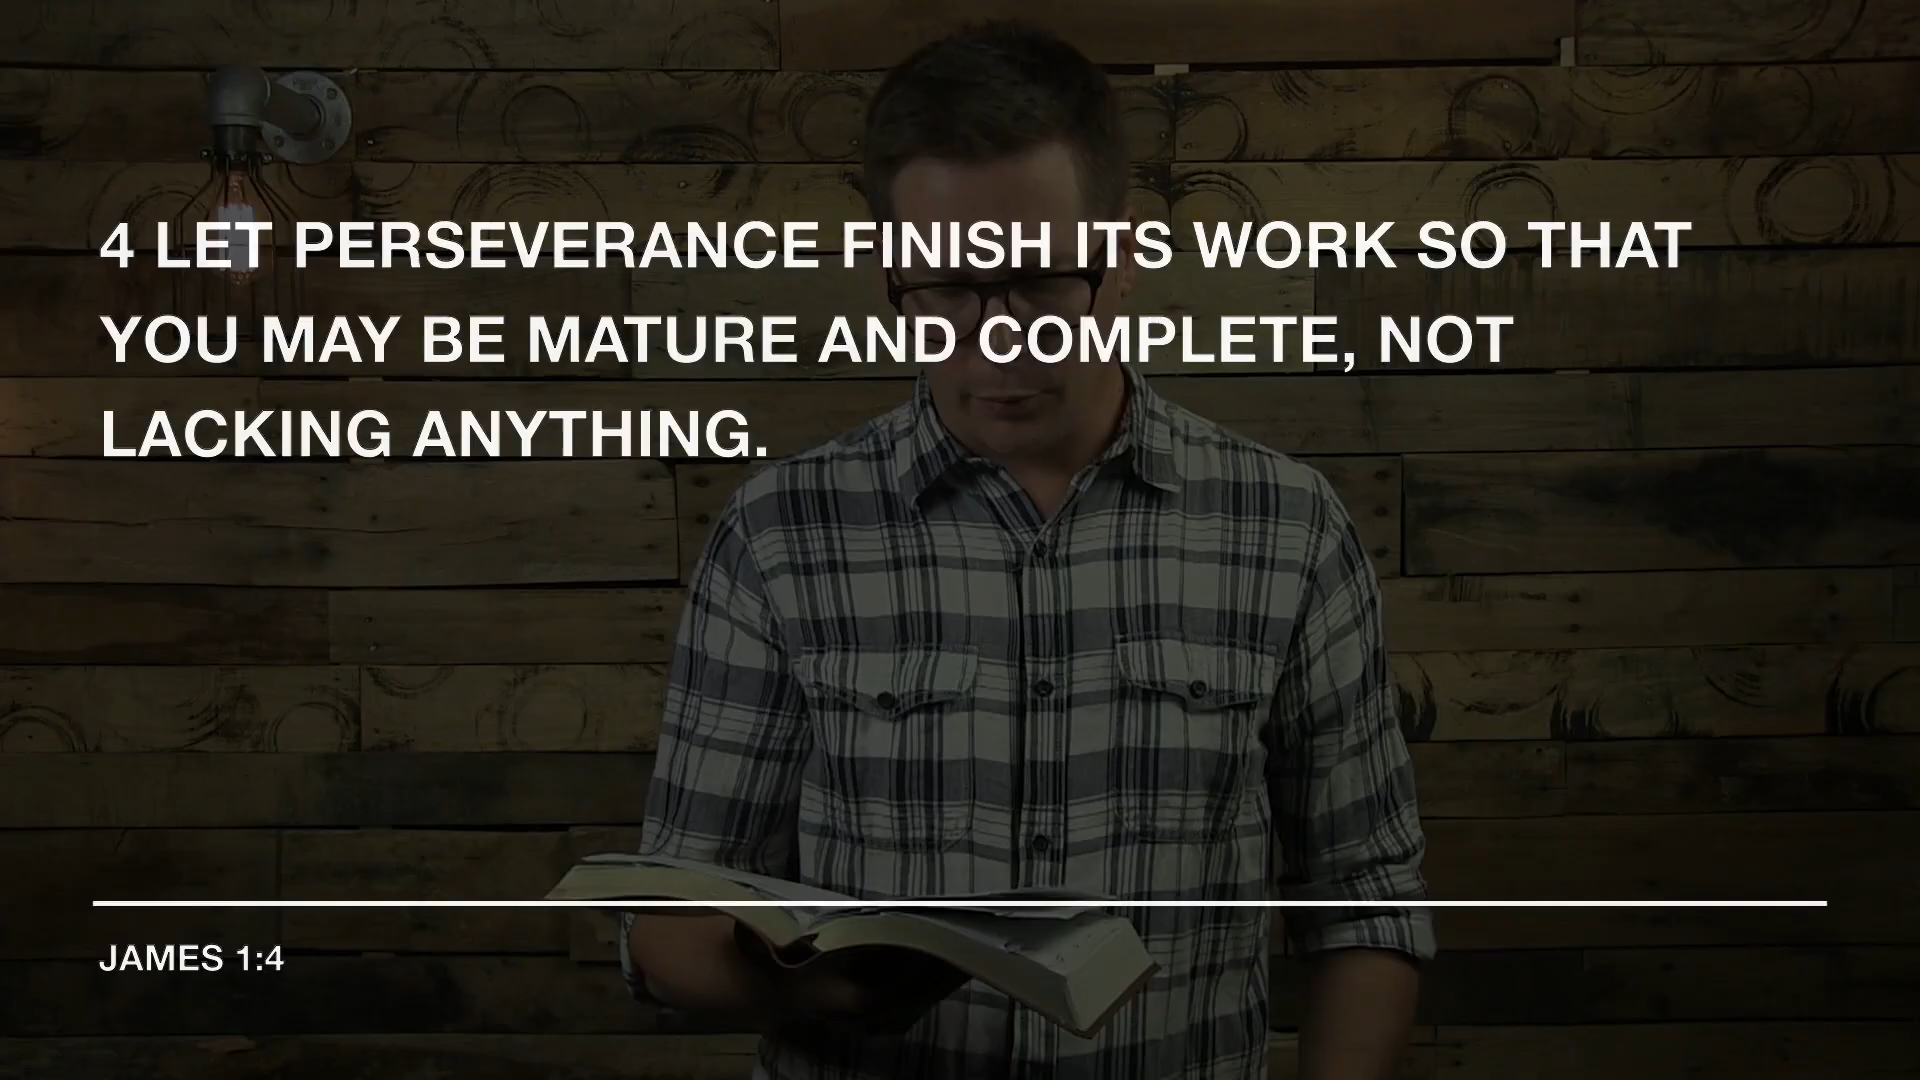 4 LET PERSEVERANCE FINISH ITS WORK SO THAT
YOU MAY BE MATURE AND COMPLETE, NOT
LACKING ANYTHING.
JAMES 1:4